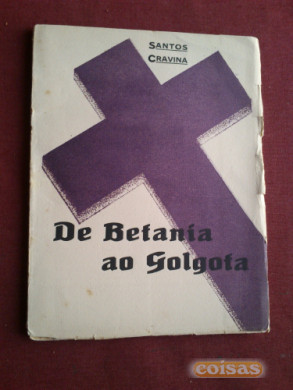 SANTOS
CRAVINA
De Betania
ao Golgota
coisas